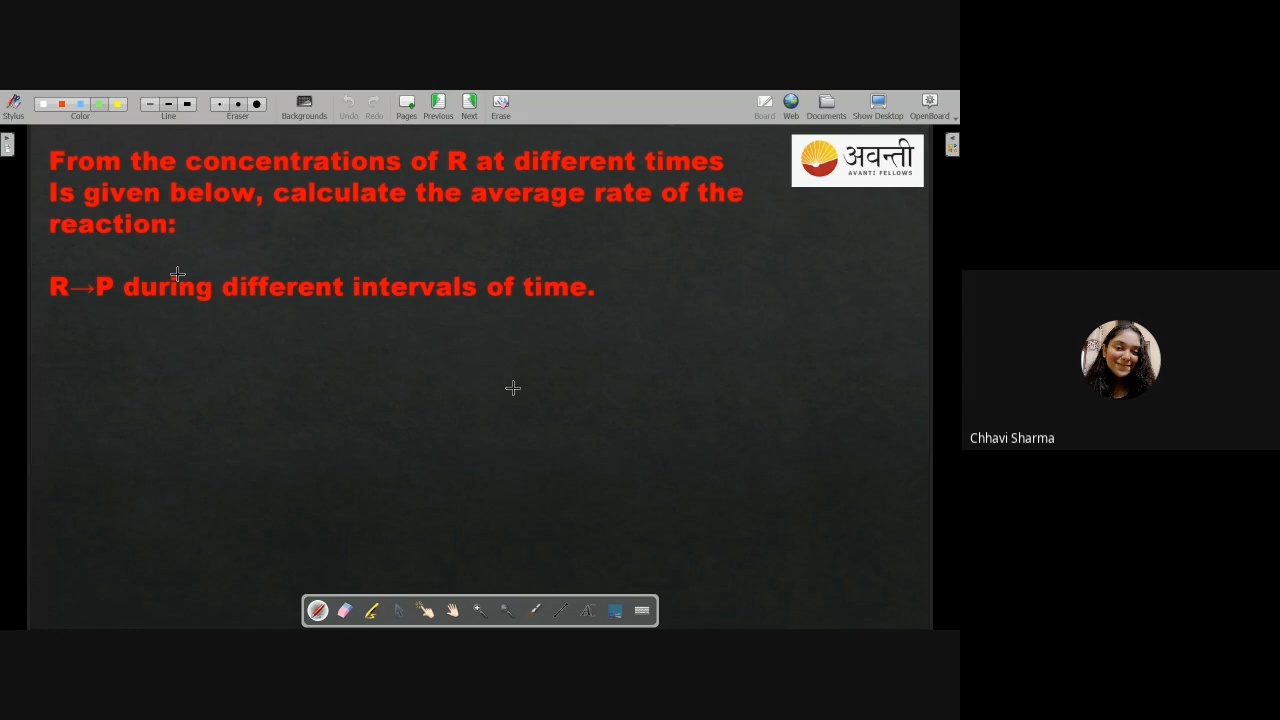 Stylus
Color
Line
Eraser
Backgrounds
Undo
Redo
Pages
Previous
Next
Erase
Board
Web
Documents
Show Desktop
OpenBoard
From the concentrations of R at different times
Is given below, calculate the average rate of the
reaction:
R→P during different intervals of time.
अवन्ती
AVANTI FELLOWS
Chhavi Sharma